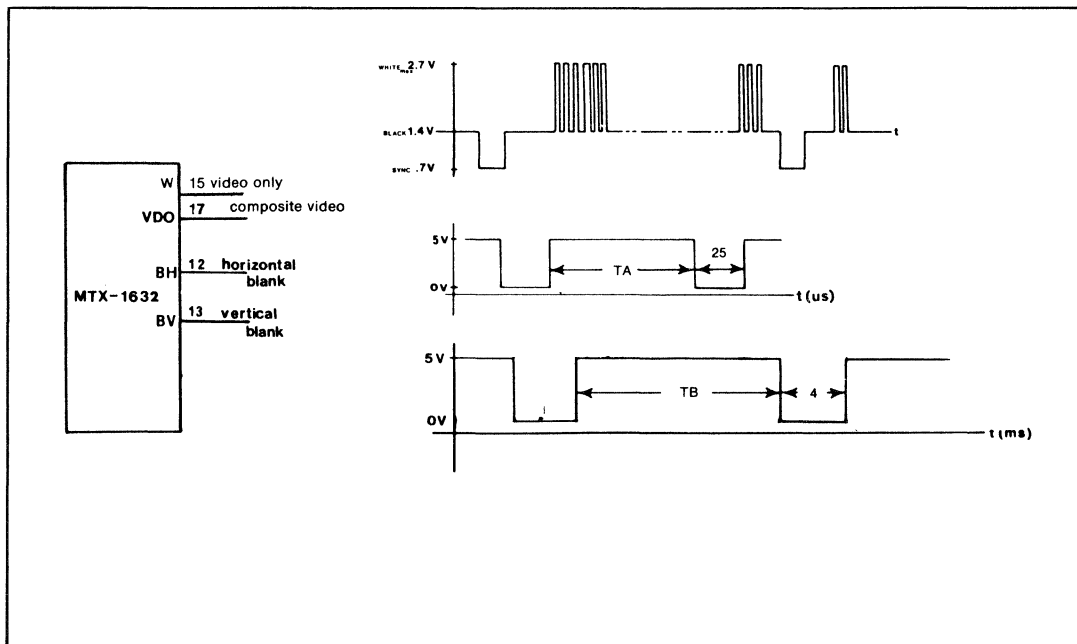 WHITE max 2.7 V
BLACK 1.4 V
t
SYNC .7V
W 15 video only
VDO 17 composite video
BH 12 horizontal
blank
MTX-1632
BV 13 vertical
blank
5V
TA
25
0V
t (us)
5V
TB
4
0V
t (ms)